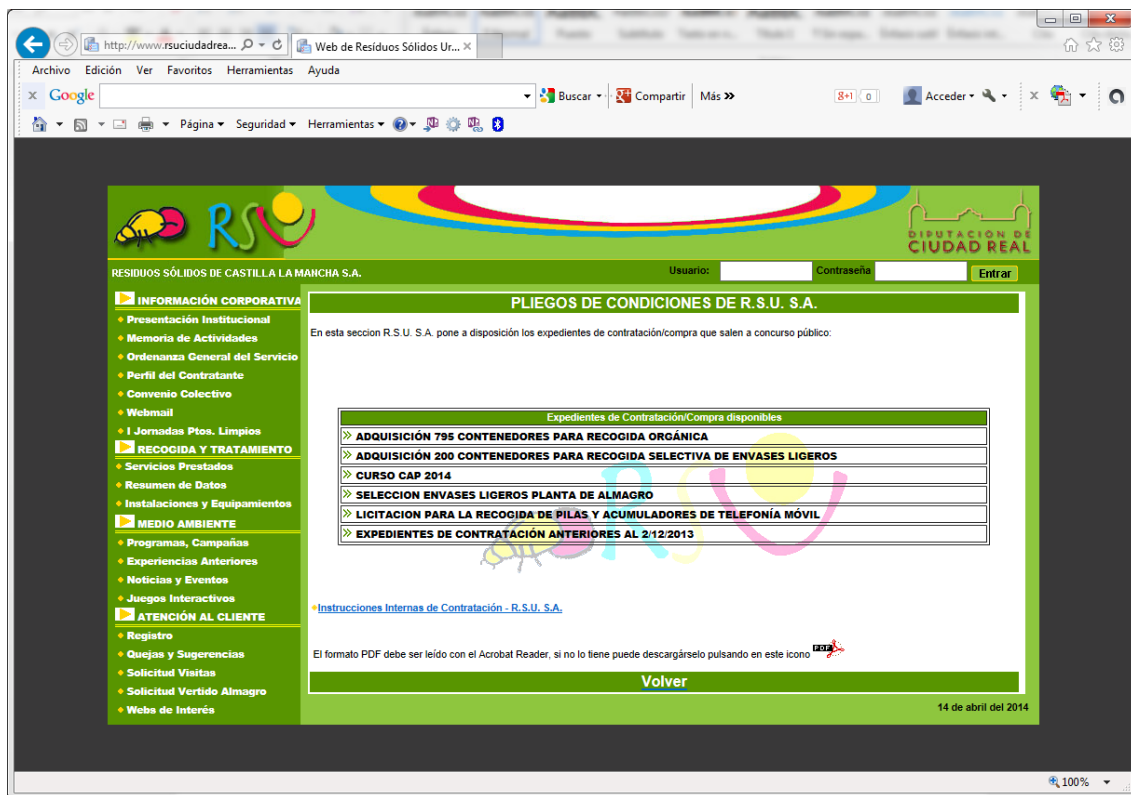 http://www.rsuciudadrea...
Web de Resíduos Sólidos Ur...
Archivo Edición Ver Favoritos Herramientas Ayuda
x Google Buscar Compartir Más » 8+1 0 Acceder x
Página Seguridad Herramientas
RSU
DIPUTACION DE
CIUDAD REAL
RESIDUOS SÓLIDOS DE CASTILLA LA MANCHA S.A. Usuario: Contraseña Entrar
INFORMACIÓN CORPORATIVA
Presentación Institucional
Memoria de Actividades
Ordenanza General del Servicio
Perfil del Contratante
Convenio Colectivo
Webmail
I Jornadas Ptos. Limpios
RECOGIDA Y TRATAMIENTO
Servicios Prestados
Resumen de Datos
Instalaciones y Equipamientos
MEDIO AMBIENTE
Programas, Campañas
Experiencias Anteriores
Noticias y Eventos
Juegos Interactivos
ATENCIÓN AL CLIENTE
Registro
Quejas y Sugerencias
Solicitud Visitas
Solicitud Vertido Almagro
Webs de Interés
PLIEGOS DE CONDICIONES DE R.S.U. S.A.
En esta seccion R.S.U. S.A. pone a disposición los expedientes de contratación/compra que salen a concurso público:
Expedientes de Contratación/Compra disponibles
» ADQUISICIÓN 795 CONTENEDORES PARA RECOGIDA ORGÁNICA
» ADQUISICIÓN 200 CONTENEDORES PARA RECOGIDA SELECTIVA DE ENVASES LIGEROS
» CURSO CAP 2014
» SELECCION ENVASES LIGEROS PLANTA DE ALMAGRO
» LICITACION PARA LA RECOGIDA DE PILAS Y ACUMULADORES DE TELEFONÍA MÓVIL
» EXPEDIENTES DE CONTRATACIÓN ANTERIORES AL 2/12/2013
RSU
Instrucciones Internas de Contratación - R.S.U. S.A.
El formato PDF debe ser leído con el Acrobat Reader, si no lo tiene puede descargárselo pulsando en este icono PDF
Volver
14 de abril del 2014
100%